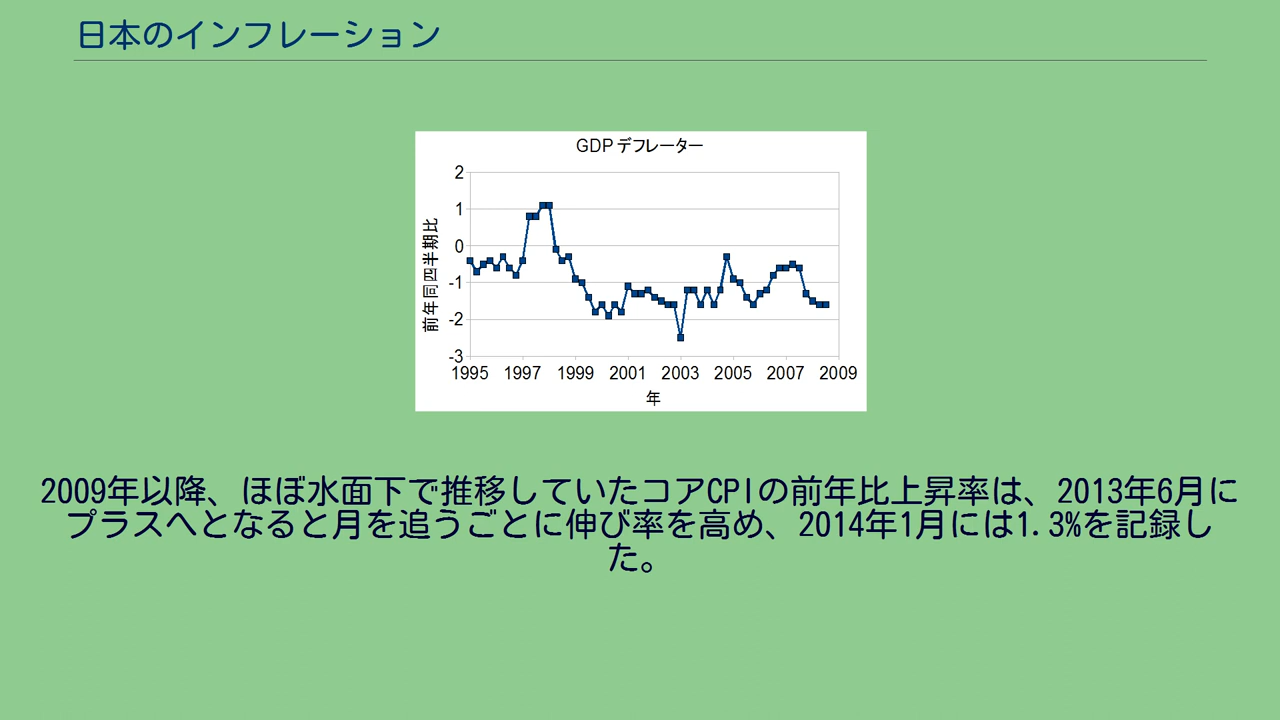 日本のインフレーション
GDP デフレーター
前年同四半期比
2
1
0
-1
-2
-3
1995 1997 1999 2001 2003 2005 2007 2009
年
2009年以降、ほぼ水面下で推移していたコアCPIの前年比上昇率は、2013年6月に
プラスへとなると月を追うごとに伸び率を高め、2014年1月には1.3%を記録し
た。